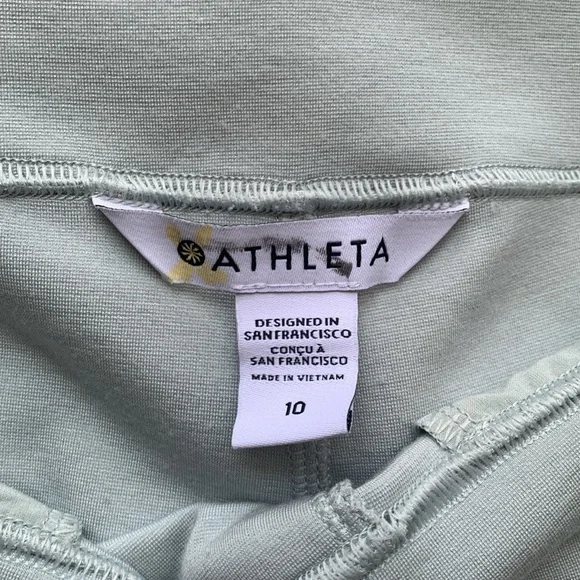 ATHLETA
DESIGNED IN
SAN FRANCISCO
CONÇU À
SAN FRANCISCO
MADE IN VIETNAM
10